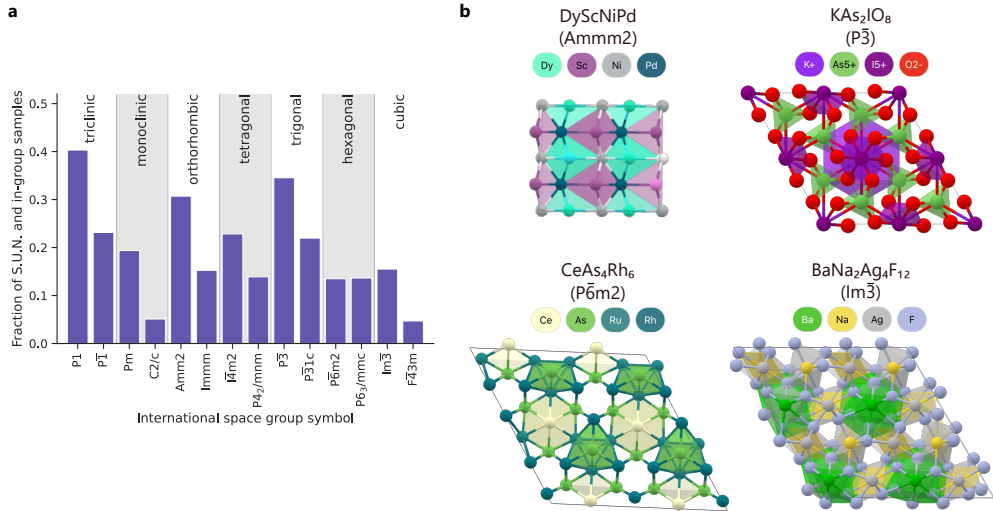 a
Fraction of S.U.N. and in-group samples
0.5
0.4
0.3
0.2
0.1
0.0
triclinic
monoclinic
orthorhombic
tetragonal
trigonal
hexagonal
cubic
P1
P1̅
Pm
C2/c
Amm2
Immm
I4̅m2
P4₂/mnm
P3̅
P3̅1c
P6̅m2
P6₃/mmc
Im3̅
F4̅3m
International space group symbol
b
DyScNiPd
(Ammm2)
Dy Sc Ni Pd
KAs₂IO₈
(P3̅)
K+ As5+ I5+ O2-
CeAs₄Rh₆
(P6̅m2)
Ce As Ru Rh
BaNa₂Ag₄F₁₂
(Im3̅)
Ba Na Ag F